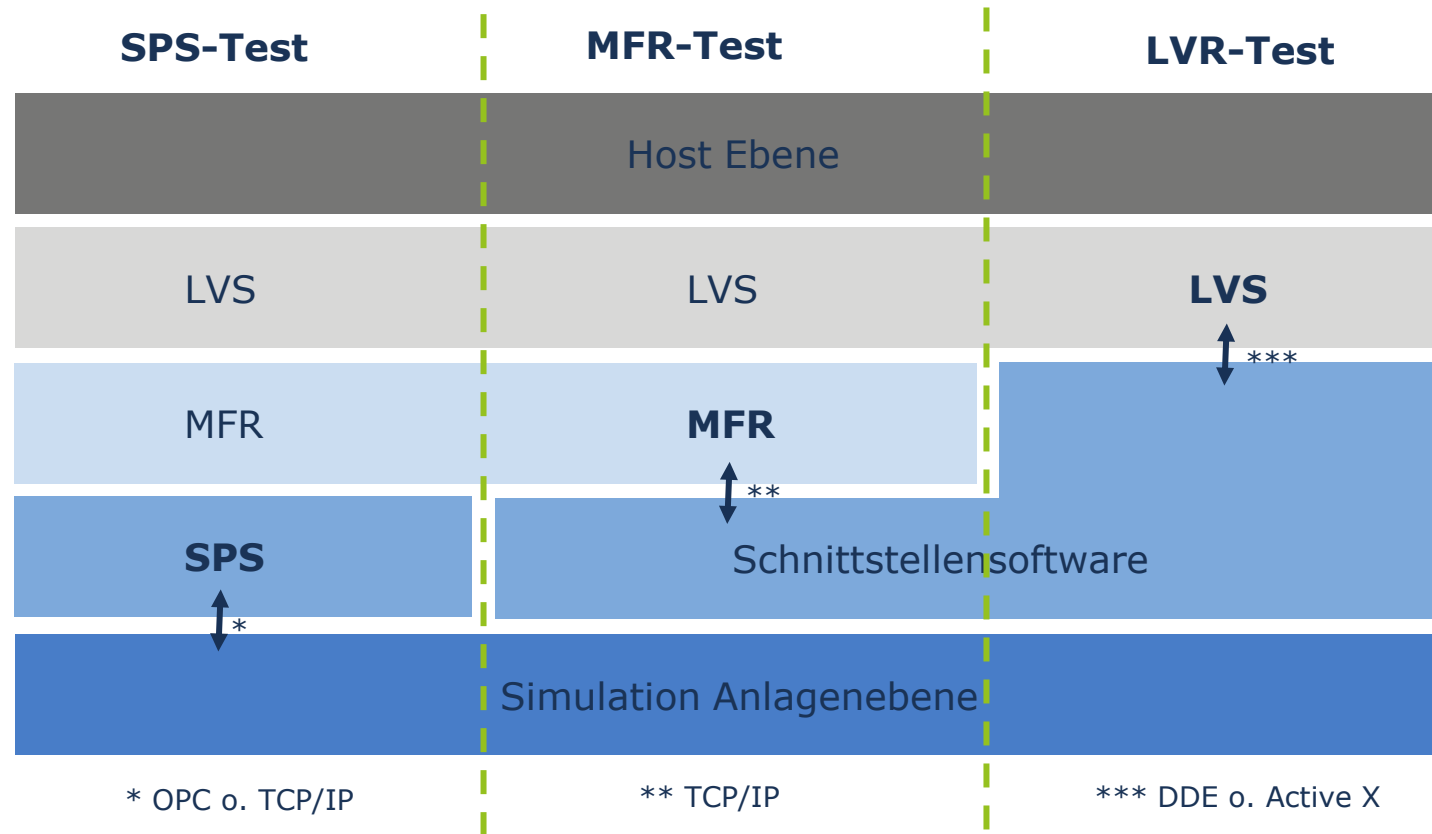 SPS-Test
MFR-Test
LVR-Test
Host Ebene
LVS
LVS
LVS
***
MFR
MFR
**
SPS
Schnittstellensoftware
*
Simulation Anlagenebene
* OPC o. TCP/IP
** TCP/IP
*** DDE o. Active X